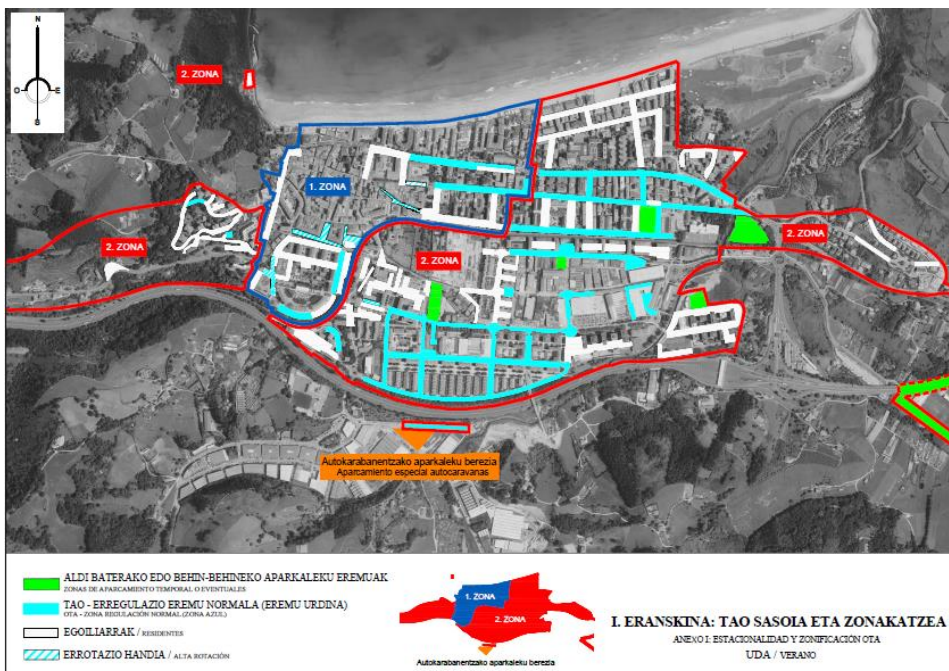 N
O E
S
2. ZONA
1. ZONA
2. ZONA
2. ZONA
2. ZONA
Autokarabanentzako aparkaleku berezia
Aparcamiento especial autocaravanas
ALDI BATERAKO EDO BEHIN-BEHINEKO APARKALEKU EREMUAK
ZONAS DE APARCAMIENTO TEMPORAL O EVENTUALES
TAO - ERREGULAZIO EREMU NORMALA (EREMU URDINA)
OTA - ZONA REGULACIÓN NORMAL (ZONA AZUL)
EGOILIARRAK / RESIDENTES
ERROTAZIO HANDIA / ALTA ROTACIÓN
1. ZONA
2. ZONA
Autokarabanentzako aparkaleku berezia
I. ERANSKINA: TAO SASOIA ETA ZONAKATZEA
ANEXO I: ESTACIONALIDAD Y ZONIFICACIÓN OTA
UDA / VERANO